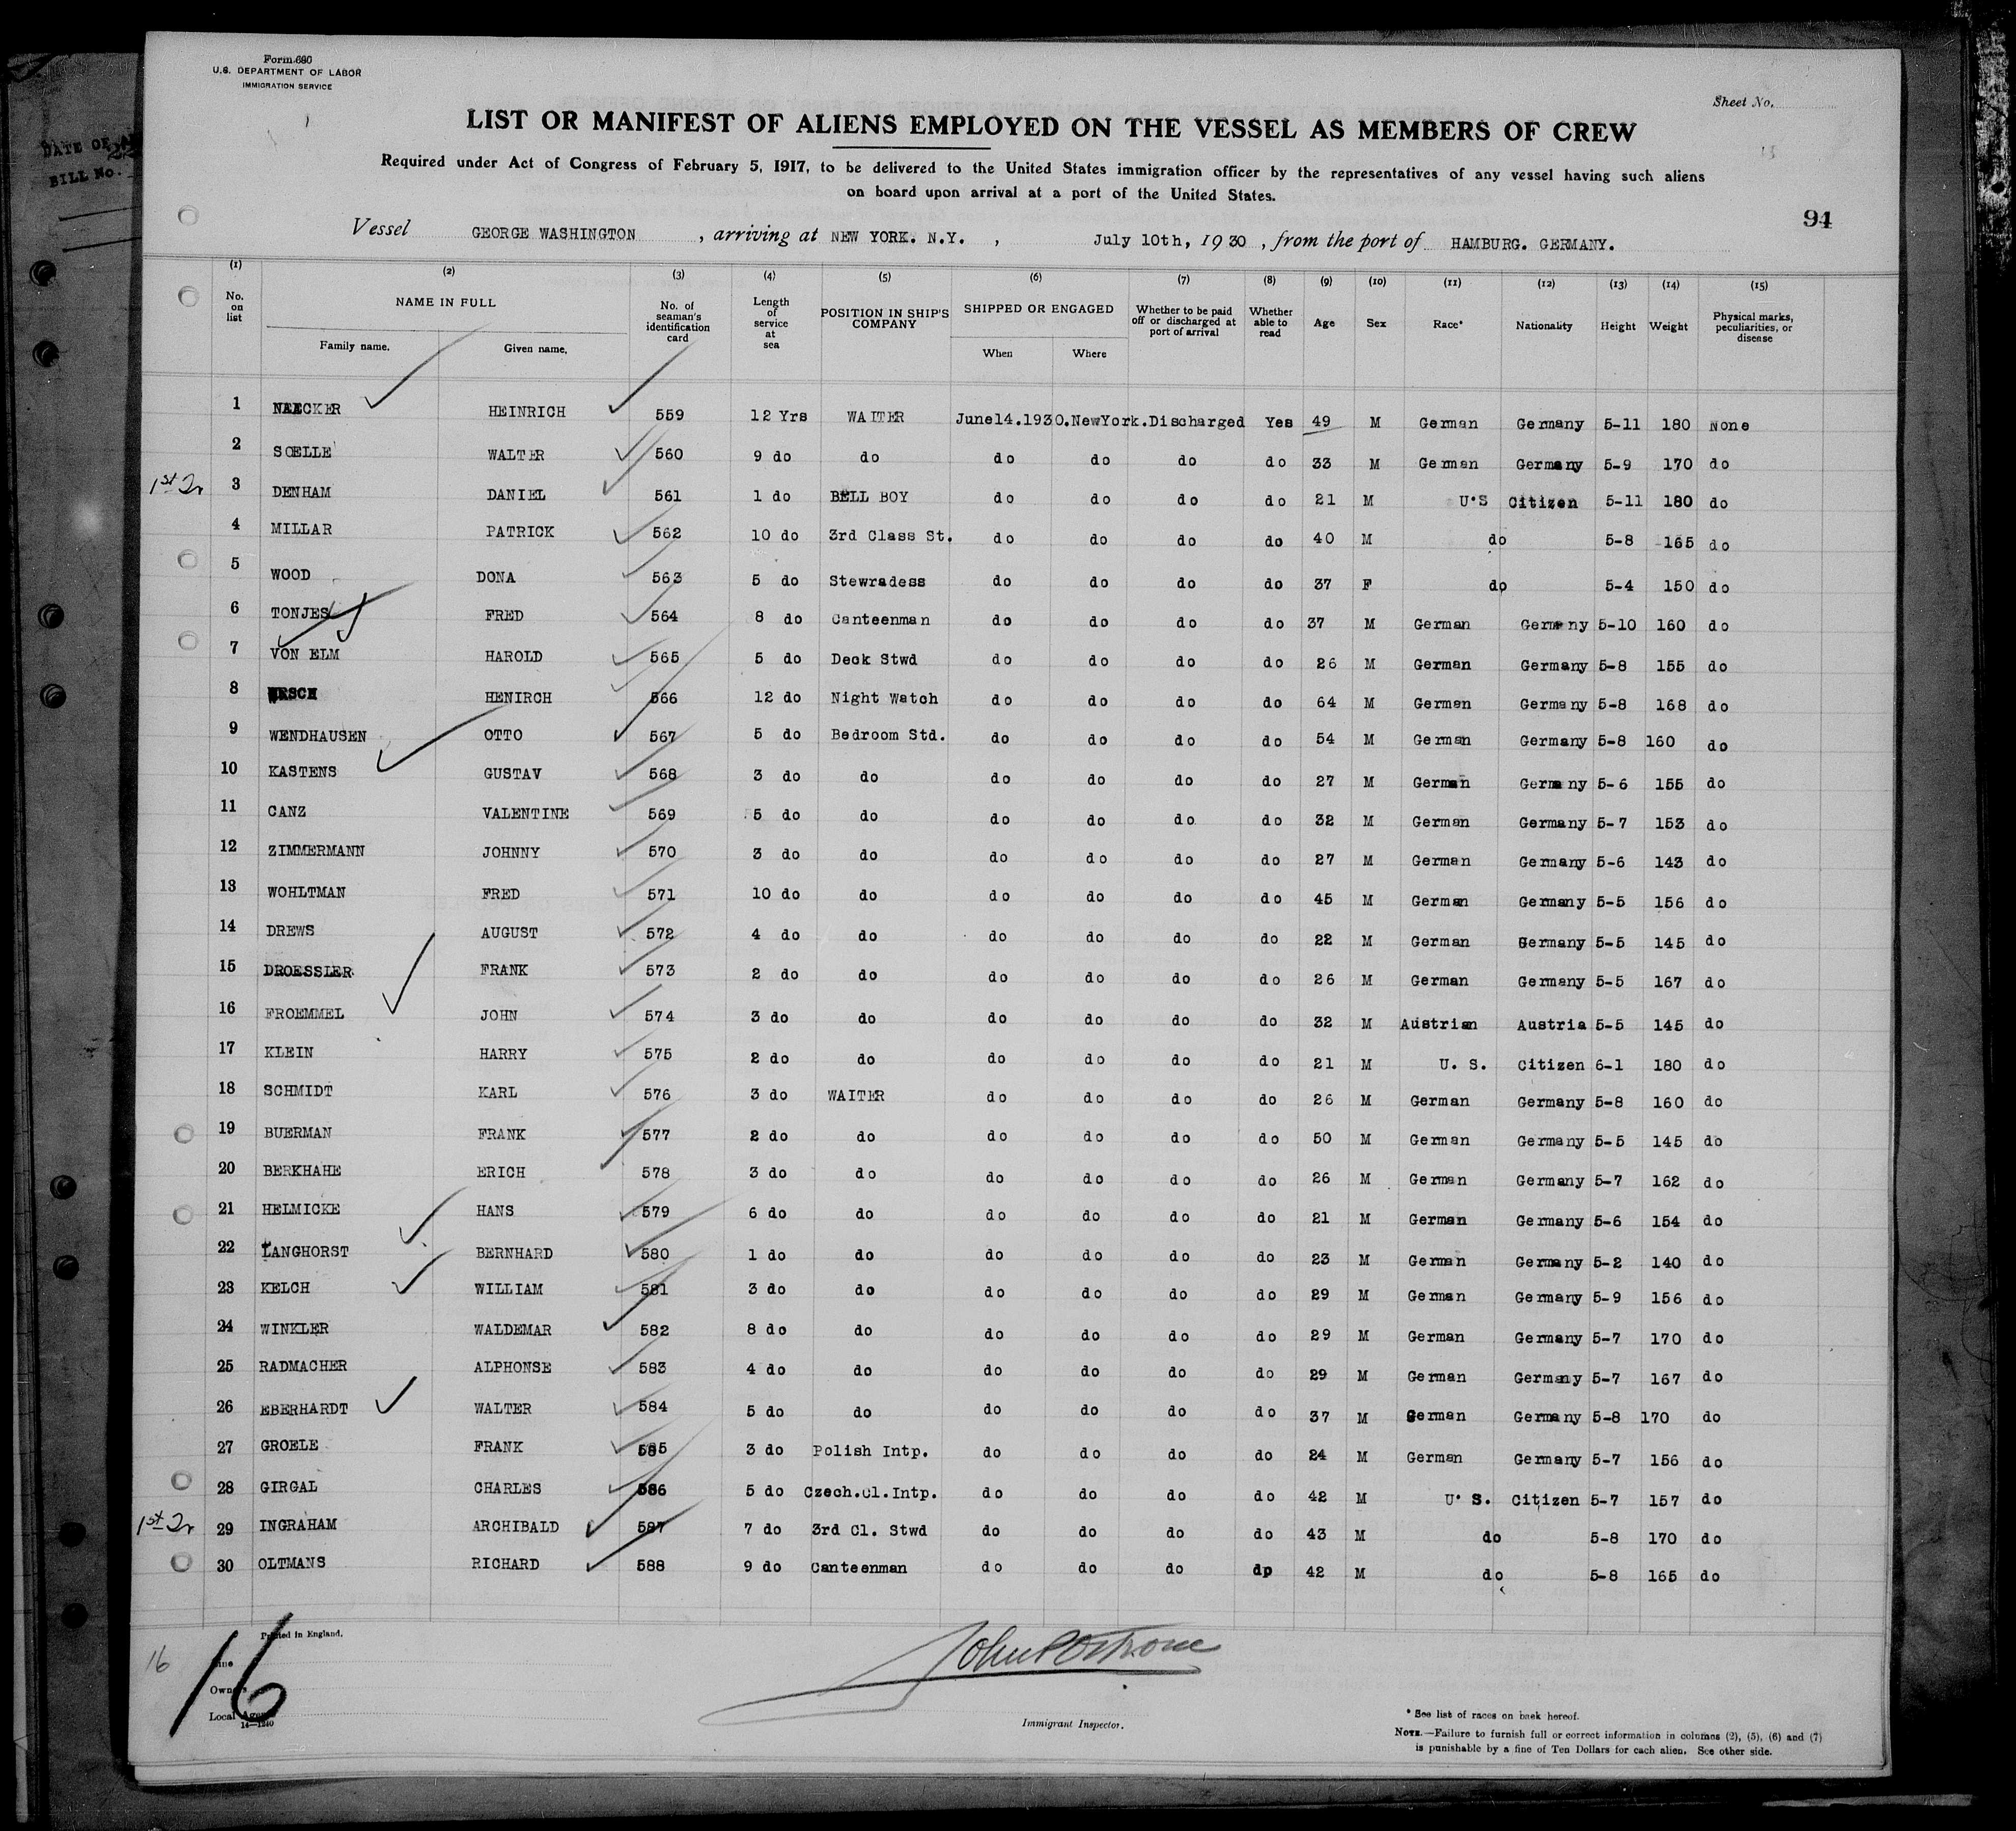 Form 680
U.S. DEPARTMENT OF LABOR
IMMIGRATION SERVICE
Sheet No.
LIST OR MANIFEST OF ALIENS EMPLOYED ON THE VESSEL AS MEMBERS OF CREW
Required under Act of Congress of February 5, 1917, to be delivered to the United States immigration officer by the representatives of any vessel having such aliens
on board upon arrival at a port of the United States.
DATE OF
BILL No.
94
Vessel GEORGE WASHINGTON , arriving at NEW YORK. N.Y. , July 10th, 1930 , from the port of HAMBURG. GERMANY.
(1) (2) (3) (4) (5) (6) (7) (8) (9) (10) (11) (12) (13) (14) (15)
No. on list NAME IN FULL No. of seaman's identification card Length of service at sea POSITION IN SHIP'S COMPANY SHIPPED OR ENGAGED Whether to be paid off or discharged at port of arrival Whether able to read Age Sex Race* Nationality Height Weight Physical marks, peculiarities, or disease
Family name. Given name. When Where
1 NAECKER HEINRICH 559 12 Yrs WAITER June14.1930.NewYork.Discharged Yes 49 M German Germany 5-11 180 None
2 SOELLE WALTER 560 9 do do do do do do 33 M German Germany 5-9 170 do
1st 3 DENHAM DANIEL 561 1 do BELL BOY do do do do 21 M U.S Citizen 5-11 180 do
4 MILLAR PATRICK 562 10 do 3rd Class St. do do do do 40 M do 5-8 165 do
5 WOOD DONA 563 5 do Stewradess do do do do 37 F do 5-4 150 do
6 TONJES FRED 564 8 do Canteenman do do do do 37 M German Germany 5-10 160 do
7 VON ELM HAROLD 565 5 do Deck Stwd do do do do 26 M German Germany 5-8 155 do
8 HENIRCH 566 12 do Night Watch do do do do 64 M German Germany 5-8 168 do
9 WENDHAUSEN OTTO 567 5 do Bedroom Std. do do do do 54 M German Germany 5-8 160 do
10 KASTENS GUSTAV 568 3 do do do do do do 27 M German Germany 5-6 155 do
11 GANZ VALENTINE 569 5 do do do do do do 32 M German Germany 5-7 153 do
12 ZIMMERMANN JOHNNY 570 3 do do do do do do 27 M German Germany 5-6 143 do
13 WOHLTMAN FRED 571 10 do do do do do do 45 M German Germany 5-5 156 do
14 DREWS AUGUST 572 4 do do do do do do 22 M German Germany 5-5 145 do
15 DROESSLER FRANK 573 2 do do do do do do 26 M German Germany 5-5 167 do
16 FROEMMEL JOHN 574 3 do do do do do do 32 M Austrian Austria 5-5 145 do
17 KLEIN HARRY 575 2 do do do do do do 21 M U. S. Citizen 6-1 180 do
18 SCHMIDT KARL 576 3 do WAITER do do do do 26 M German Germany 5-8 160 do
19 BUERMAN FRANK 577 2 do do do do do do 50 M German Germany 5-5 145 do
20 BERKHAHE ERICH 578 3 do do do do do do 26 M German Germany 5-7 162 do
21 HELMICKE HANS 579 6 do do do do do do 21 M German Germany 5-6 154 do
22 LANGHORST BERNHARD 580 1 do do do do do do 23 M German Germany 5-2 140 do
23 KELCH WILLIAM 581 3 do do do do do do 29 M German Germany 5-9 156 do
24 WINKLER WALDEMAR 582 8 do do do do do do 29 M German Germany 5-7 170 do
25 RADMACHER ALPHONSE 583 4 do do do do do do 29 M German Germany 5-7 167 do
26 EBERHARDT WALTER 584 5 do do do do do do 37 M German Germany 5-8 170 do
27 GROELE FRANK 585 3 do Polish Intp. do do do do 24 M German Germany 5-7 156 do
28 GIRGAL CHARLES 586 5 do Czech.Cl.Intp. do do do do 42 M U. S. Citizen 5-7 157 do
1st 29 INGRAHAM ARCHIBALD 587 7 do 3rd Cl. Stwd do do do do 43 M do 5-8 170 do
30 OLTMANS RICHARD 588 9 do Canteenman do do do dp 42 M do 5-8 165 do
Printed in England.
16
16
Line
Owners
Local Agents
14—1240
Immigrant Inspector.
* See list of races on back hereof.
NOTE.—Failure to furnish full or correct information in columns (2), (5), (6) and (7)
is punishable by a fine of Ten Dollars for each alien. See other side.